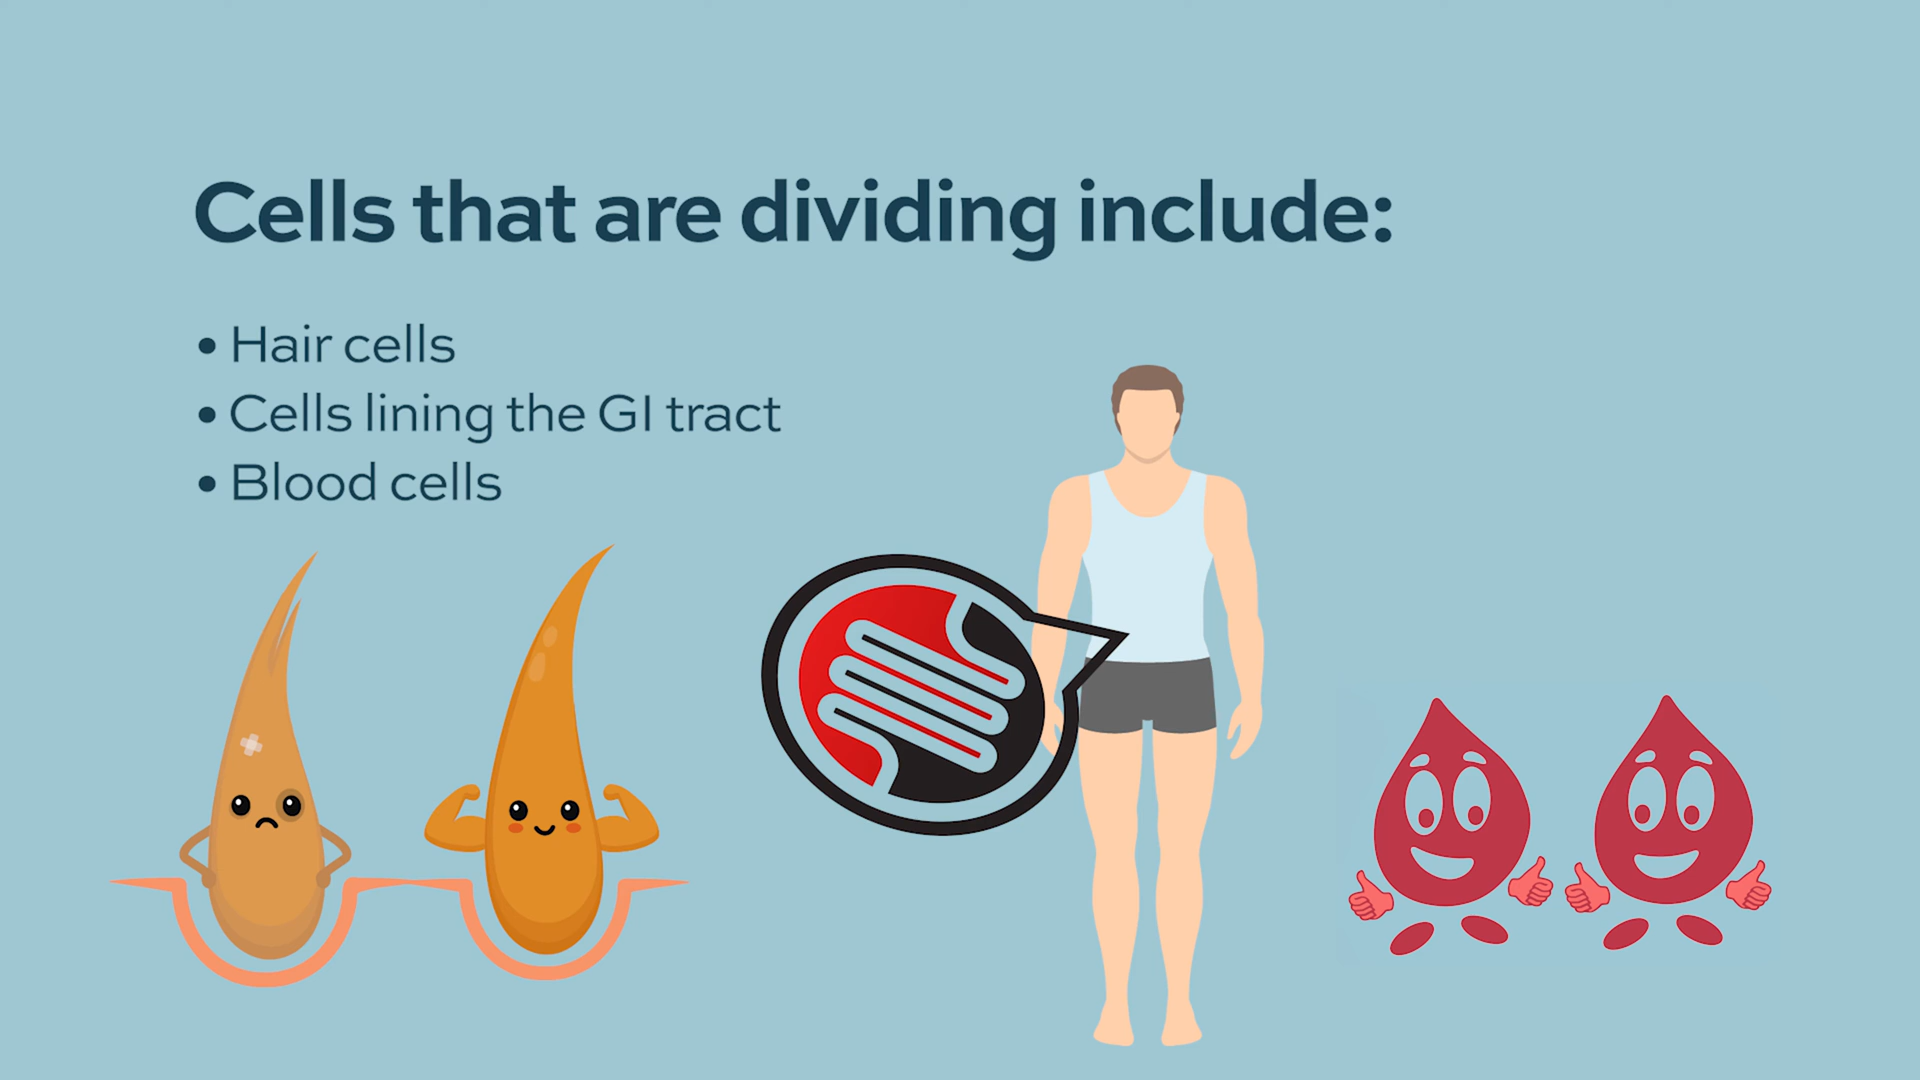 Cells that are dividing include:
• Hair cells
• Cells lining the GI tract
• Blood cells